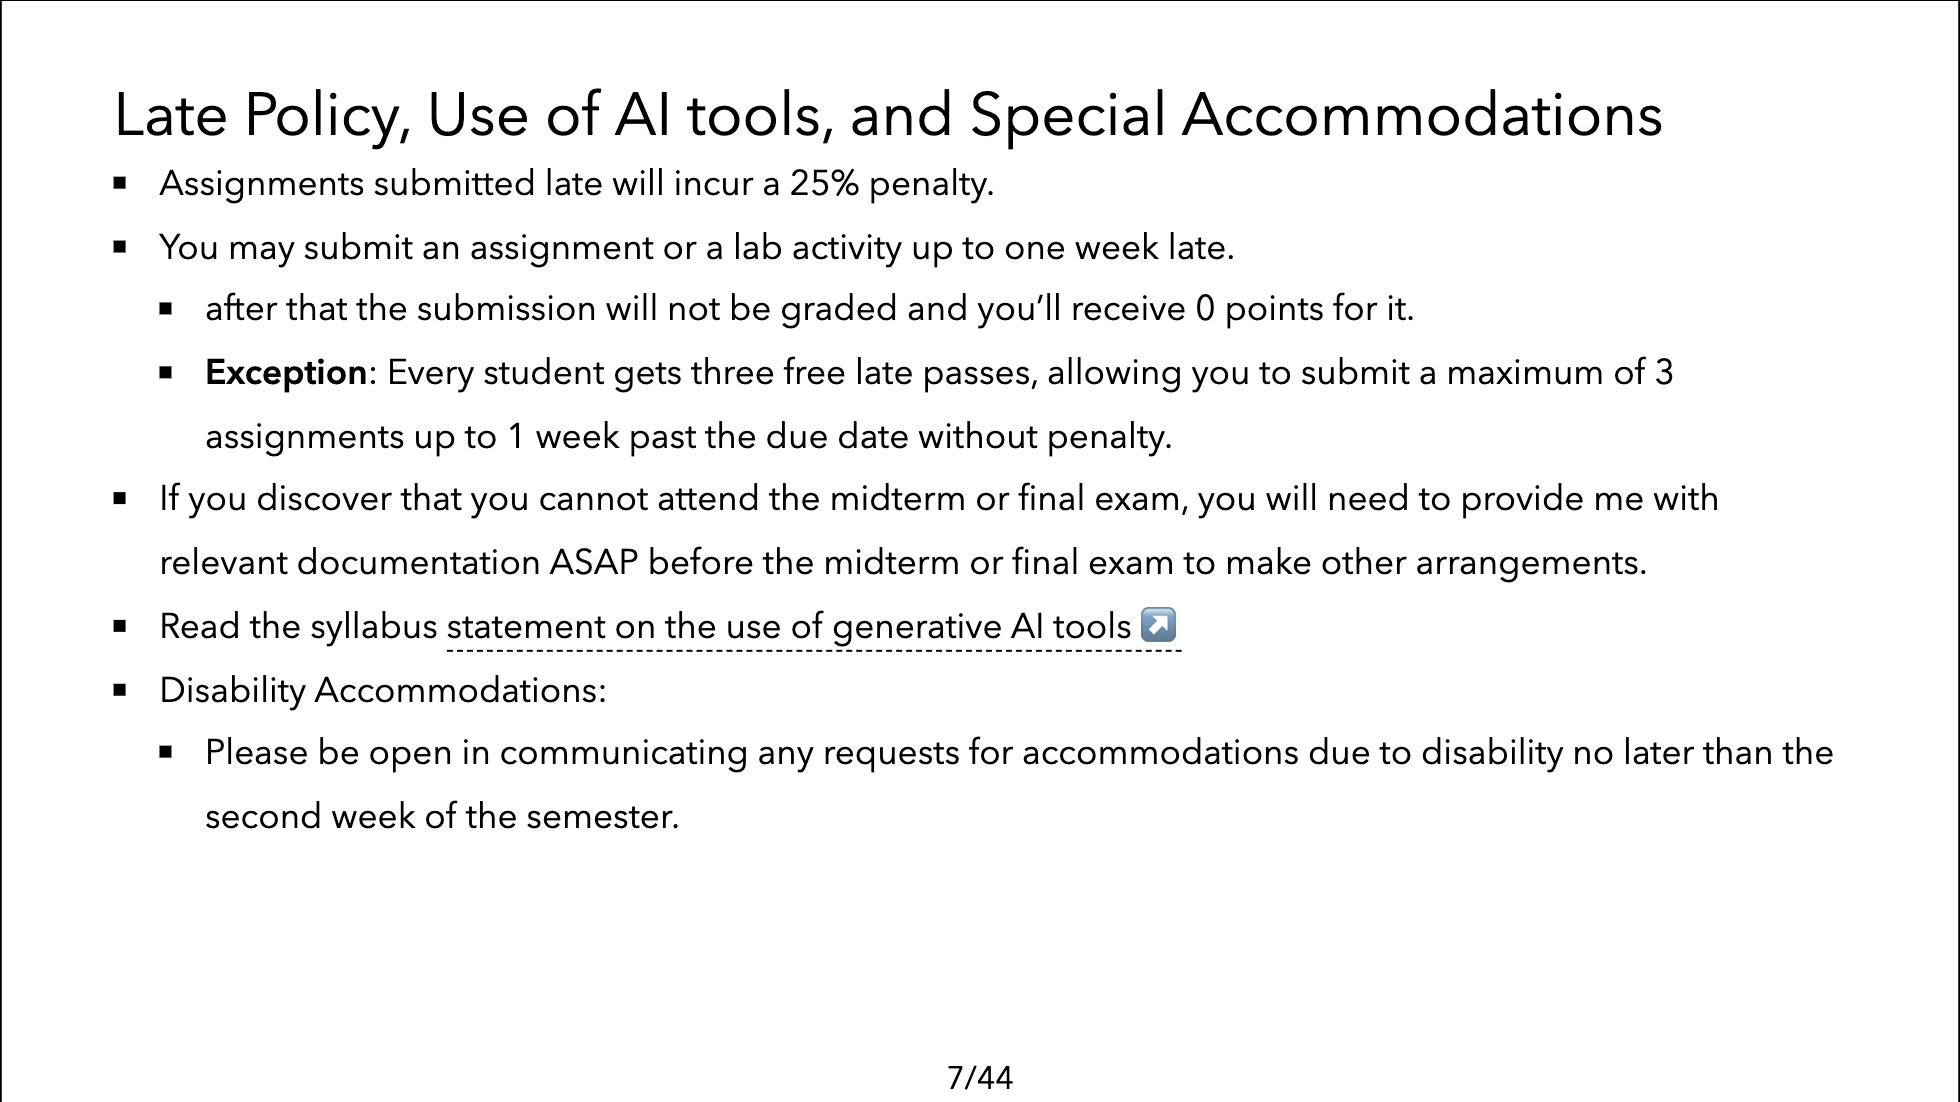 Late Policy, Use of AI tools, and Special Accommodations
▪ Assignments submitted late will incur a 25% penalty.
▪ You may submit an assignment or a lab activity up to one week late.
▪ after that the submission will not be graded and you’ll receive 0 points for it.
▪ Exception: Every student gets three free late passes, allowing you to submit a maximum of 3
assignments up to 1 week past the due date without penalty.
▪ If you discover that you cannot attend the midterm or final exam, you will need to provide me with
relevant documentation ASAP before the midterm or final exam to make other arrangements.
▪ Read the syllabus statement on the use of generative AI tools ↗️
▪ Disability Accommodations:
▪ Please be open in communicating any requests for accommodations due to disability no later than the
second week of the semester.
7/44